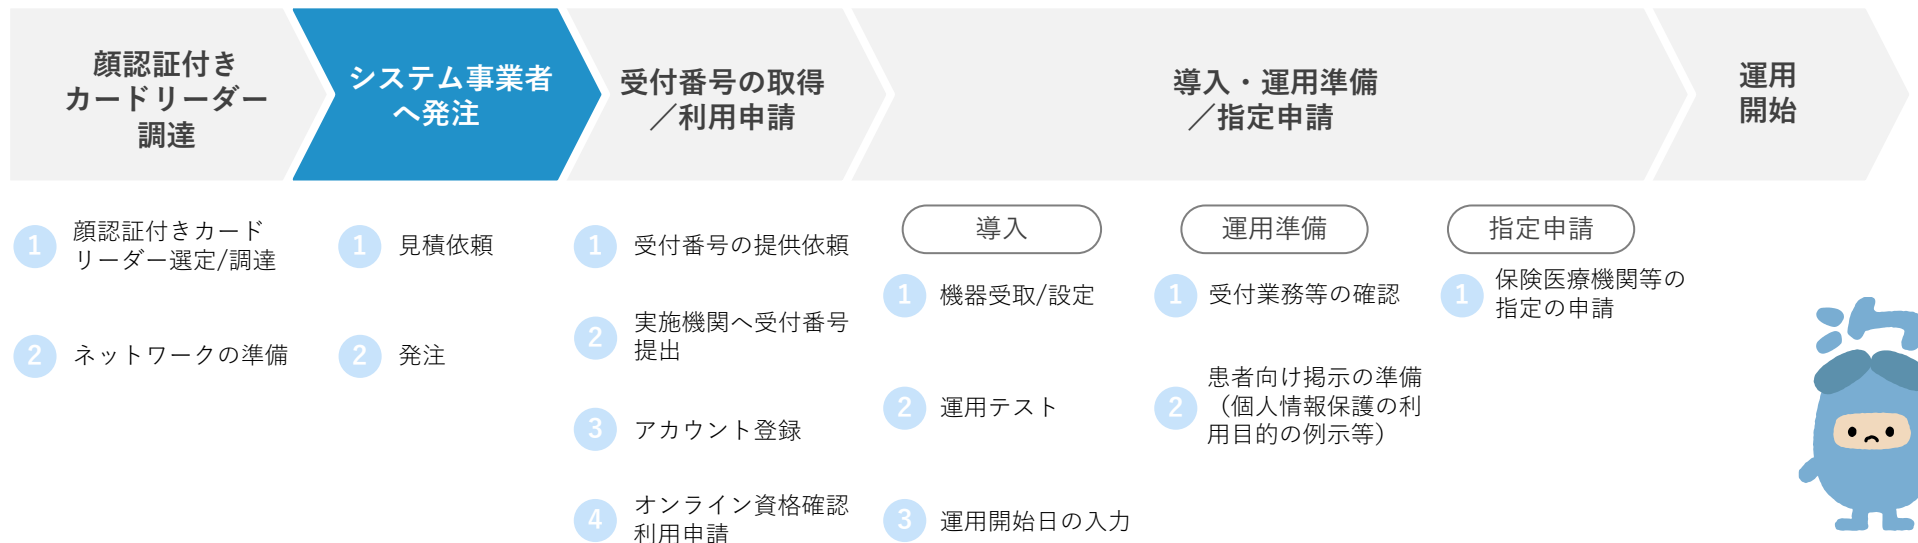 顔認証付き
カードリーダー
調達
システム事業者
へ発注
受付番号の取得
／利用申請
導入・運用準備
／指定申請
運用
開始
1 顔認証付きカード
リーダー選定/調達
2 ネットワークの準備
1 見積依頼
2 発注
1 受付番号の提供依頼
2 実施機関へ受付番号
提出
3 アカウント登録
4 オンライン資格確認
利用申請
導入
1 機器受取/設定
2 運用テスト
3 運用開始日の入力
運用準備
1 受付業務等の確認
2 患者向け掲示の準備
（個人情報保護の利
用目的の例示等）
指定申請
1 保険医療機関等の
指定の申請